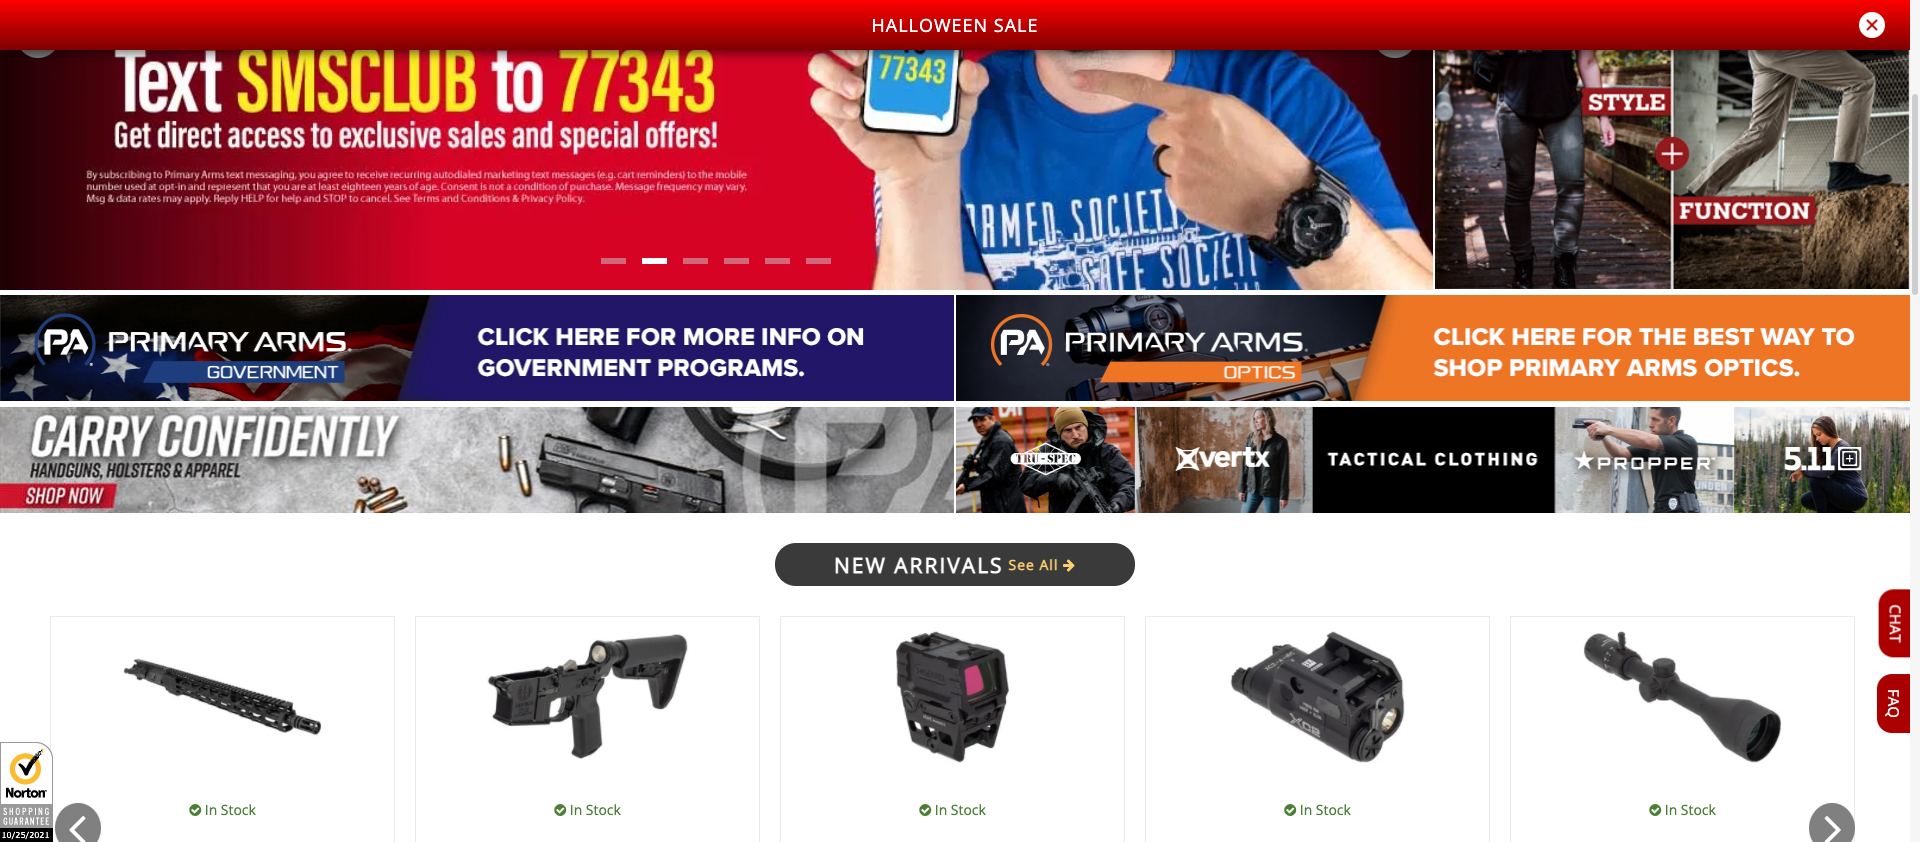 HALLOWEEN SALE
Text SMSCLUB to 77343
Get direct access to exclusive sales and special offers!
By subscribing to Primary Arms text messaging, you agree to receive recurring autodialed marketing text messages (e.g. cart reminders) to the mobile
number used at opt-in and represent that you are at least eighteen years of age. Consent is not a condition of purchase. Message frequency may vary.
Msg & data rates may apply. Reply HELP for help and STOP to cancel. See Terms and Conditions & Privacy Policy.
77343
SAFE SOCIETY
STYLE
+
FUNCTION
PA PRIMARY ARMS.
GOVERNMENT
CLICK HERE FOR MORE INFO ON
GOVERNMENT PROGRAMS.
PA PRIMARY ARMS.
OPTICS
CLICK HERE FOR THE BEST WAY TO
SHOP PRIMARY ARMS OPTICS.
CARRY CONFIDENTLY
HANDGUNS, HOLSTERS & APPAREL
SHOP NOW
TRU-SPEC
vertx
TACTICAL CLOTHING
PROPPER
5.11
NEW ARRIVALS See All
CHAT
FAQ
In Stock
In Stock
In Stock
In Stock
In Stock
Norton
SHOPPING
GUARANTEE
10/25/2021